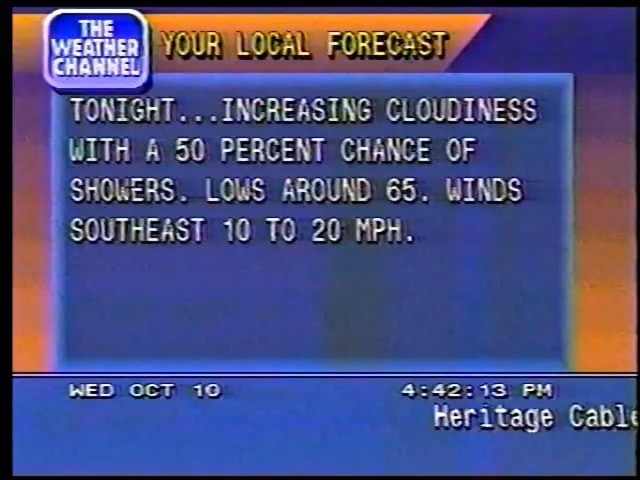 THE
WEATHER
CHANNEL
YOUR LOCAL FORECAST
TONIGHT...INCREASING CLOUDINESS
WITH A 50 PERCENT CHANCE OF
SHOWERS. LOWS AROUND 65. WINDS
SOUTHEAST 10 TO 20 MPH.
WED OCT 10 4:42:13 PM
Heritage Cable